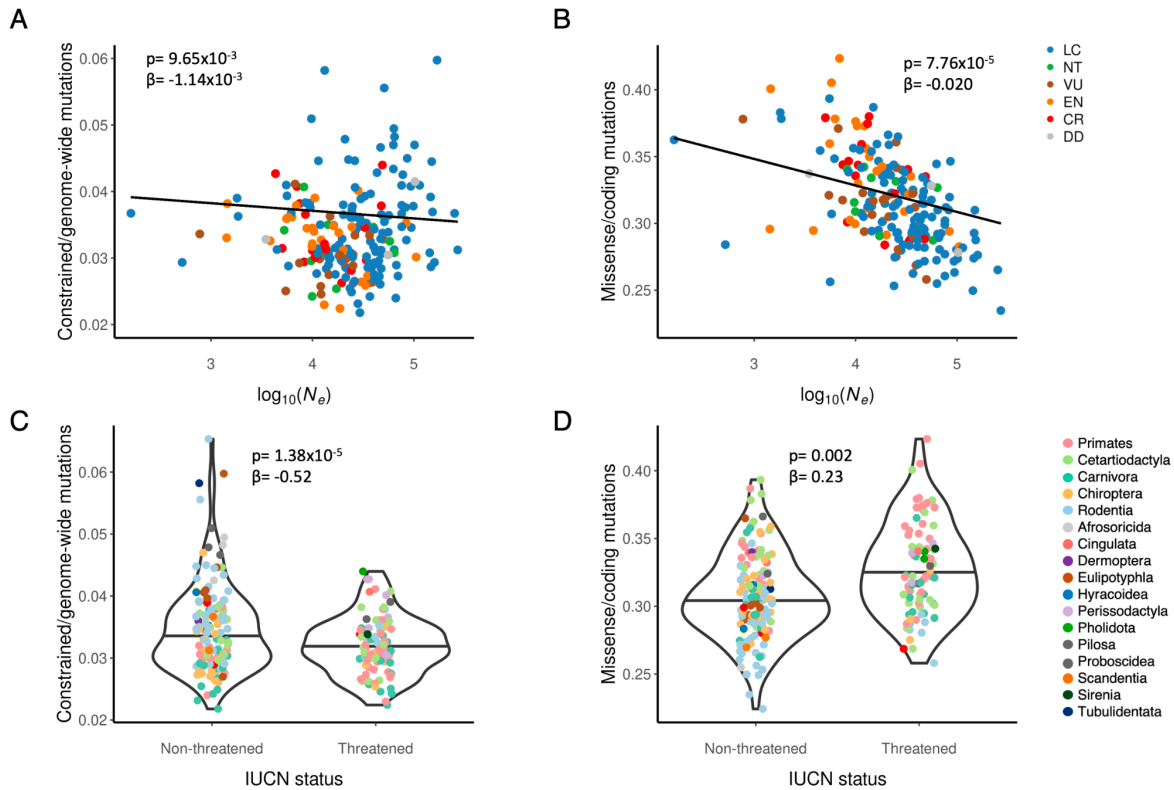 A
B
Constrained/genome-wide mutations
0.06
0.05
0.04
0.03
0.02
p= 9.65x10⁻³
β= -1.14x10⁻³
3
4
5
log₁₀(Nₑ)
Missense/coding mutations
0.40
0.35
0.30
0.25
p= 7.76x10⁻⁵
β= -0.020
3
4
5
log₁₀(Nₑ)
LC
NT
VU
EN
CR
DD
C
D
Constrained/genome-wide mutations
0.06
0.05
0.04
0.03
0.02
p= 1.38x10⁻⁵
β= -0.52
Non-threatened
Threatened
IUCN status
Missense/coding mutations
0.40
0.35
0.30
0.25
p= 0.002
β= 0.23
Non-threatened
Threatened
IUCN status
Primates
Cetartiodactyla
Carnivora
Chiroptera
Rodentia
Afrosoricida
Cingulata
Dermoptera
Eulipotyphla
Hyracoidea
Perissodactyla
Pholidota
Pilosa
Proboscidea
Scandentia
Sirenia
Tubulidentata